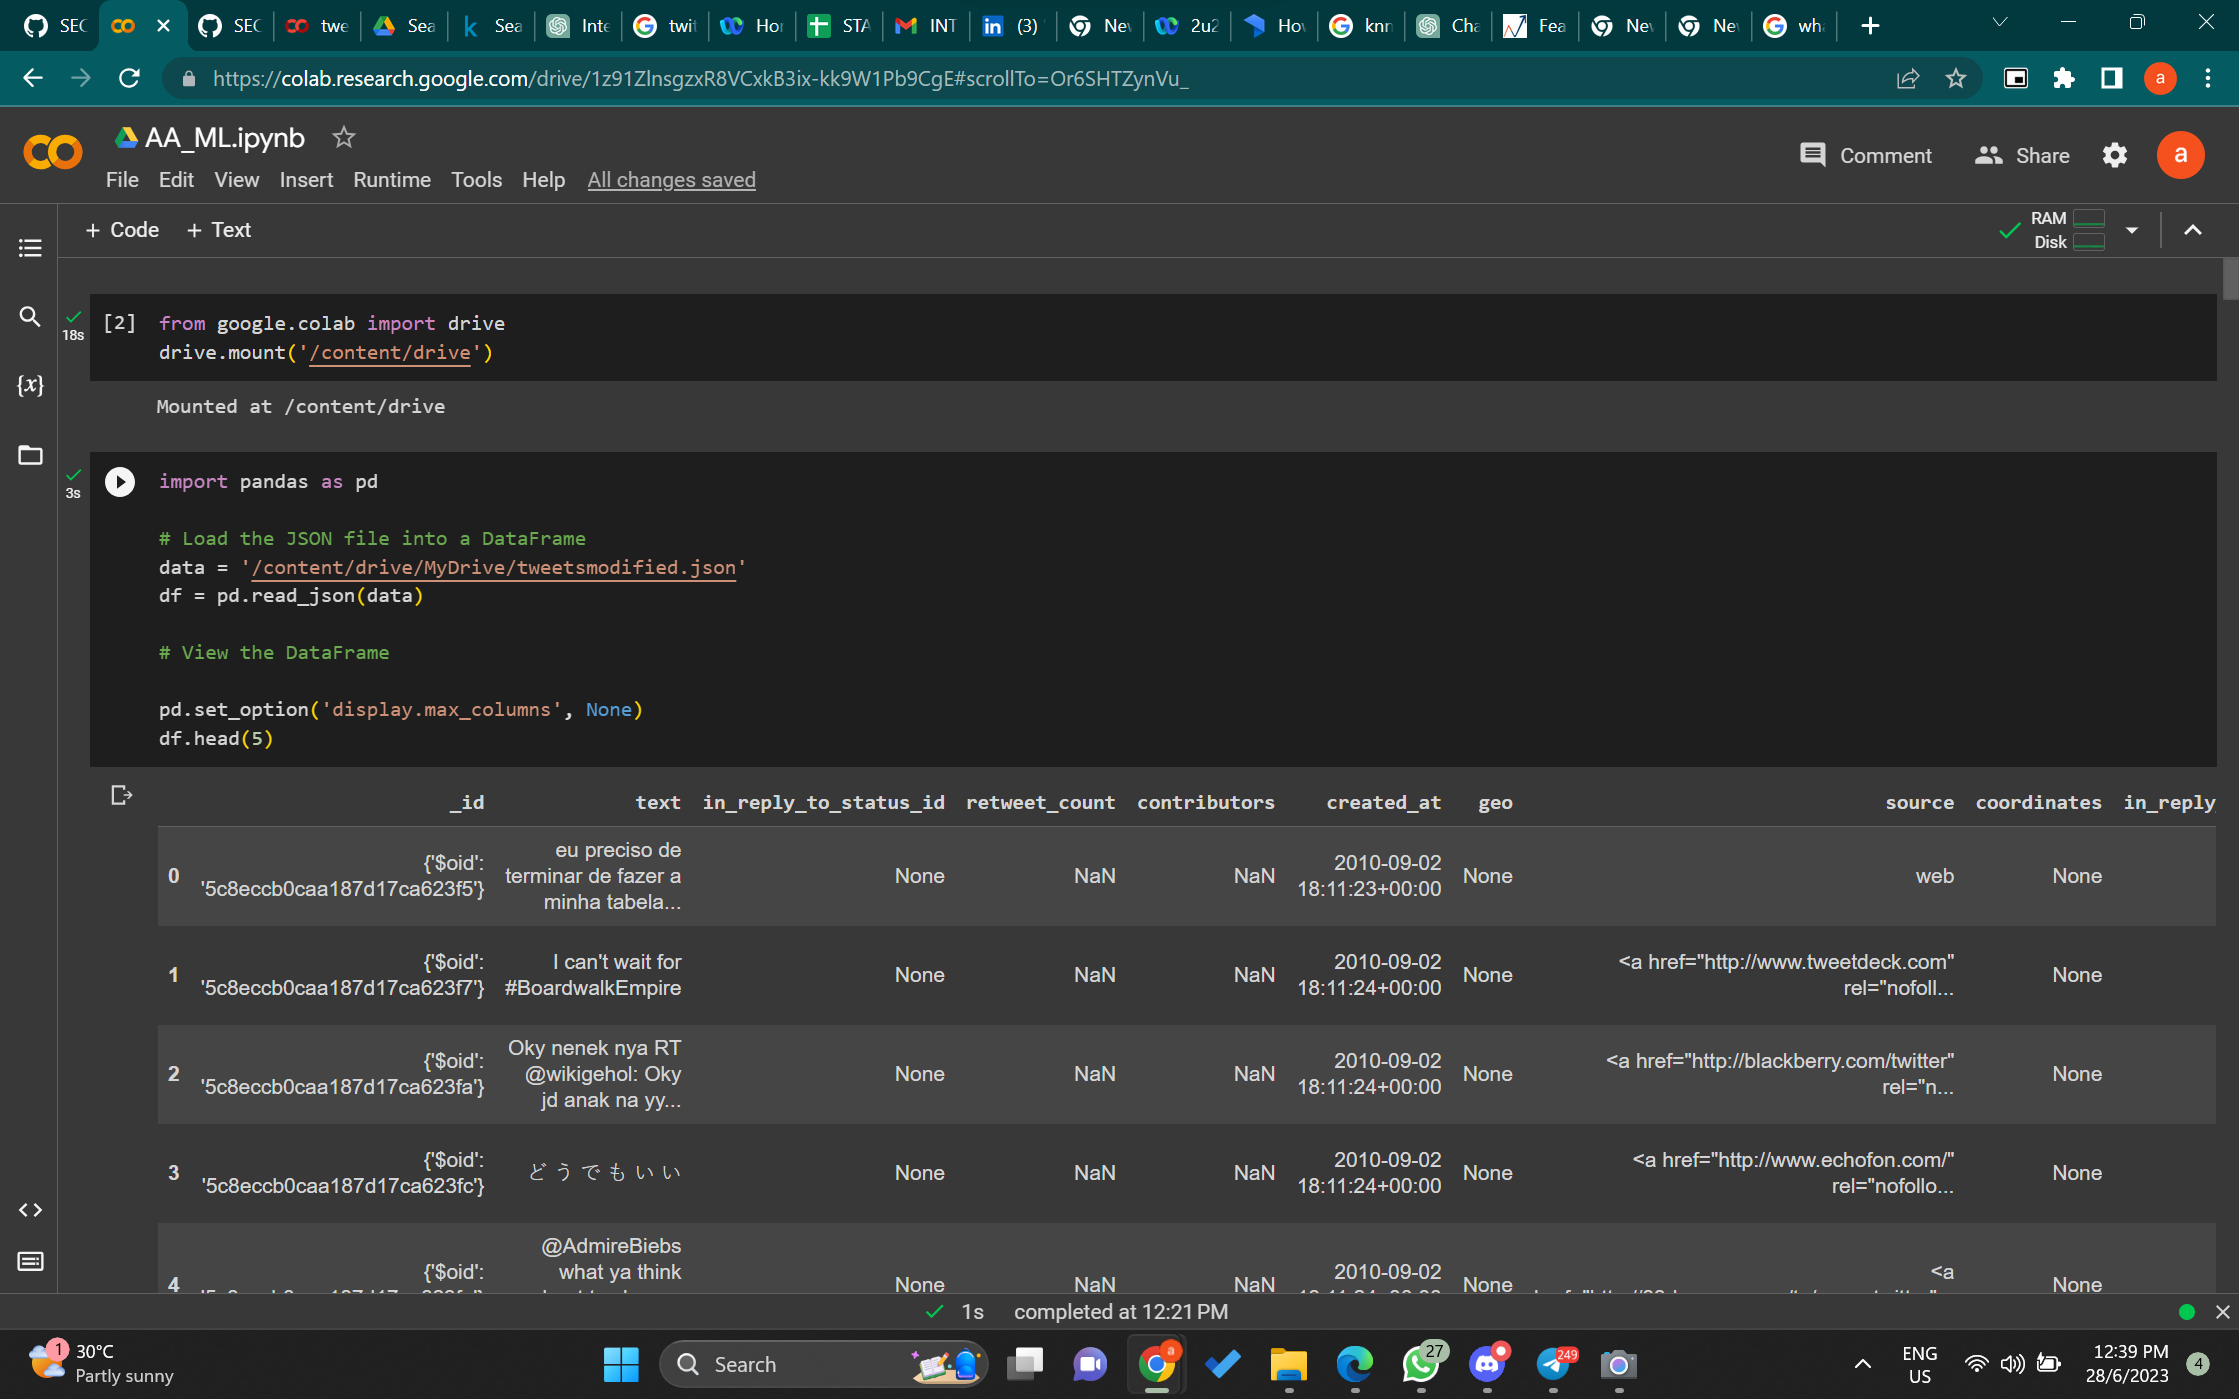 SEC
SEC
twe
Sea
Sea
Inte
twit
Hor
STA
INT
(3)
Nev
2u2
Hov
knn
Cha
Fea
Nev
Nev
wha
https://colab.research.google.com/drive/1z91ZlnsgzxR8VCxkB3ix-kk9W1Pb9CgE#scrollTo=Or6SHTZynVu_
a
AA_ML.ipynb
Comment
Share
a
File Edit View Insert Runtime Tools Help All changes saved
+ Code + Text
RAM
Disk
18s
[2] from google.colab import drive
drive.mount('/content/drive')
Mounted at /content/drive
3s
import pandas as pd
# Load the JSON file into a DataFrame
data = '/content/drive/MyDrive/tweetsmodified.json'
df = pd.read_json(data)
# View the DataFrame
pd.set_option('display.max_columns', None)
df.head(5)
_id text in_reply_to_status_id retweet_count contributors created_at geo source coordinates in_reply_
0 {'$oid': '5c8eccb0caa187d17ca623f5'} eu preciso de terminar de fazer a minha tabela... None NaN NaN 2010-09-02 18:11:23+00:00 None web None
1 {'$oid': '5c8eccb0caa187d17ca623f7'} I can't wait for #BoardwalkEmpire None NaN NaN 2010-09-02 18:11:24+00:00 None <a href="http://www.tweetdeck.com" rel="nofoll... None
2 {'$oid': '5c8eccb0caa187d17ca623fa'} Oky nenek nya RT @wikigehol: Oky jd anak na yy... None NaN NaN 2010-09-02 18:11:24+00:00 None <a href="http://blackberry.com/twitter" rel="n... None
3 {'$oid': '5c8eccb0caa187d17ca623fc'} どうでもいい None NaN NaN 2010-09-02 18:11:24+00:00 None <a href="http://www.echofon.com/" rel="nofollo... None
4 {'$oid': @AdmireBiebs what ya think None NaN NaN 2010-09-02 None <a None
1s completed at 12:21 PM
1
30°C
Partly sunny
Search
a
27
249
ENG
US
12:39 PM
28/6/2023
4